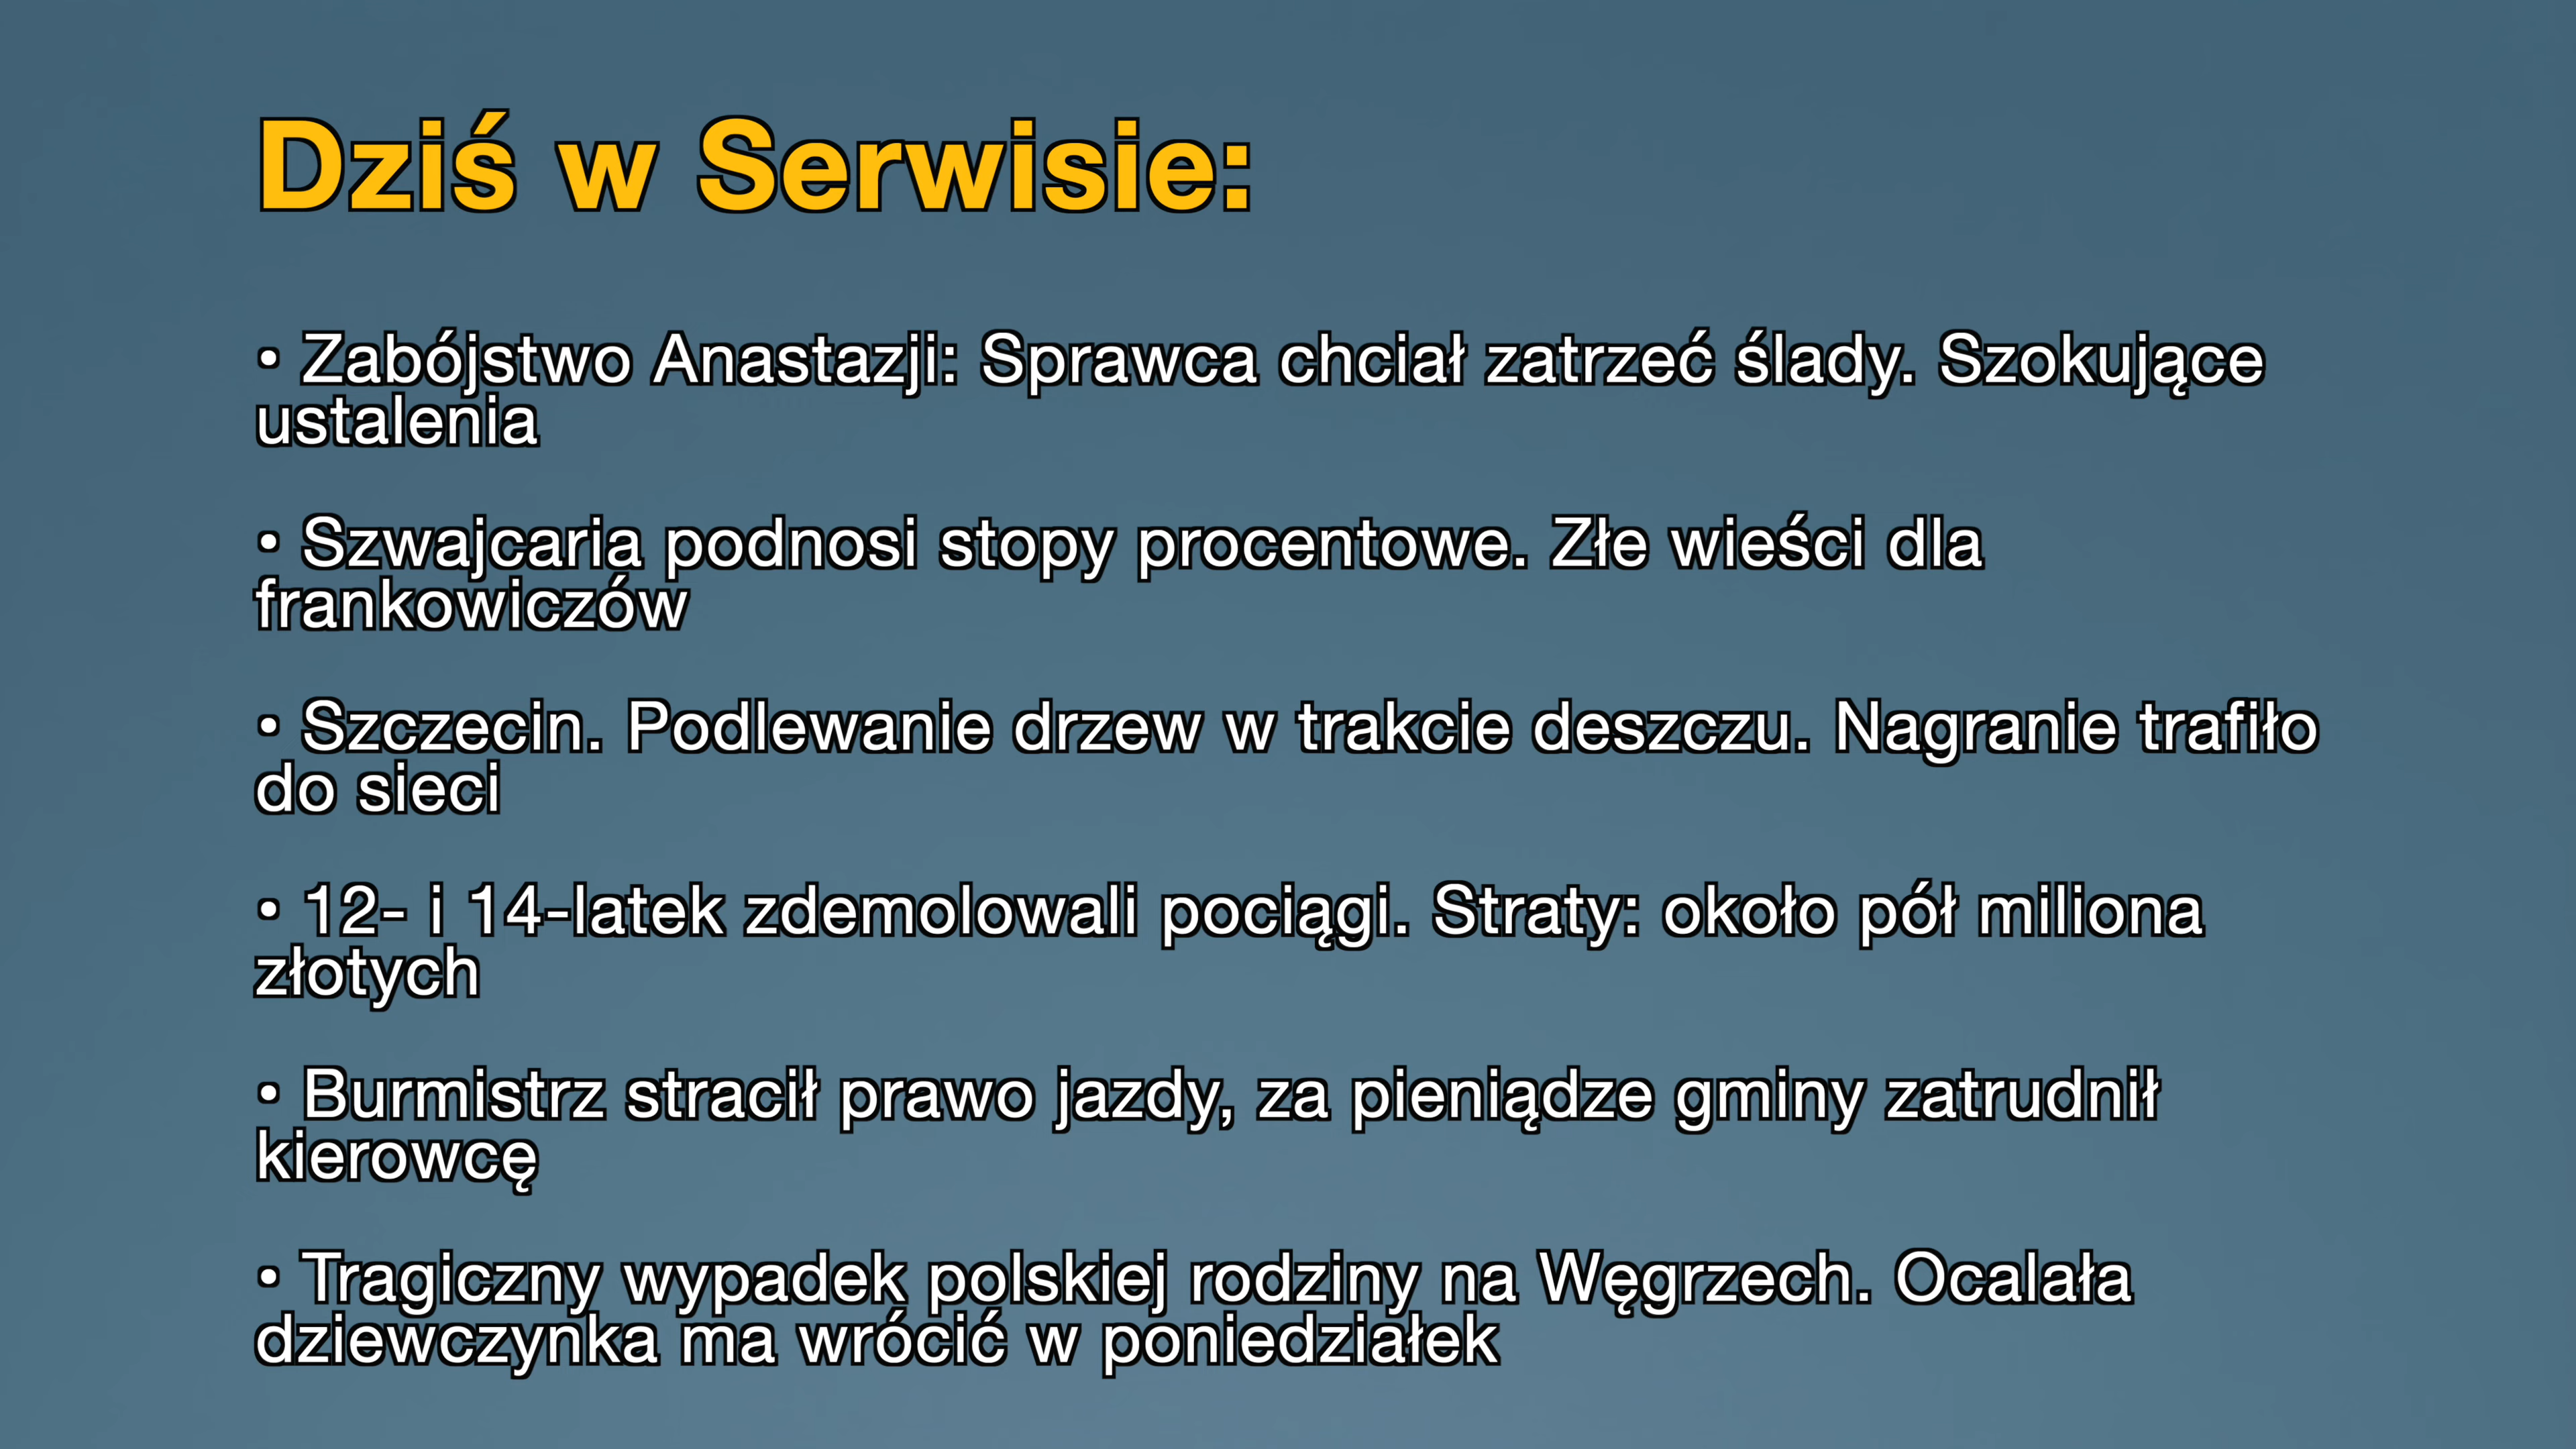 Dziś w Serwisie:
• Zabójstwo Anastazji: Sprawca chciał zatrzeć ślady. Szokujące
ustalenia
• Szwajcaria podnosi stopy procentowe. Złe wieści dla
frankowiczów
• Szczecin. Podlewanie drzew w trakcie deszczu. Nagranie trafiło
do sieci
• 12- i 14-latek zdemolowali pociągi. Straty: około pół miliona
złotych
• Burmistrz stracił prawo jazdy, za pieniądze gminy zatrudnił
kierowcę
• Tragiczny wypadek polskiej rodziny na Węgrzech. Ocalała
dziewczynka ma wrócić w poniedziałek